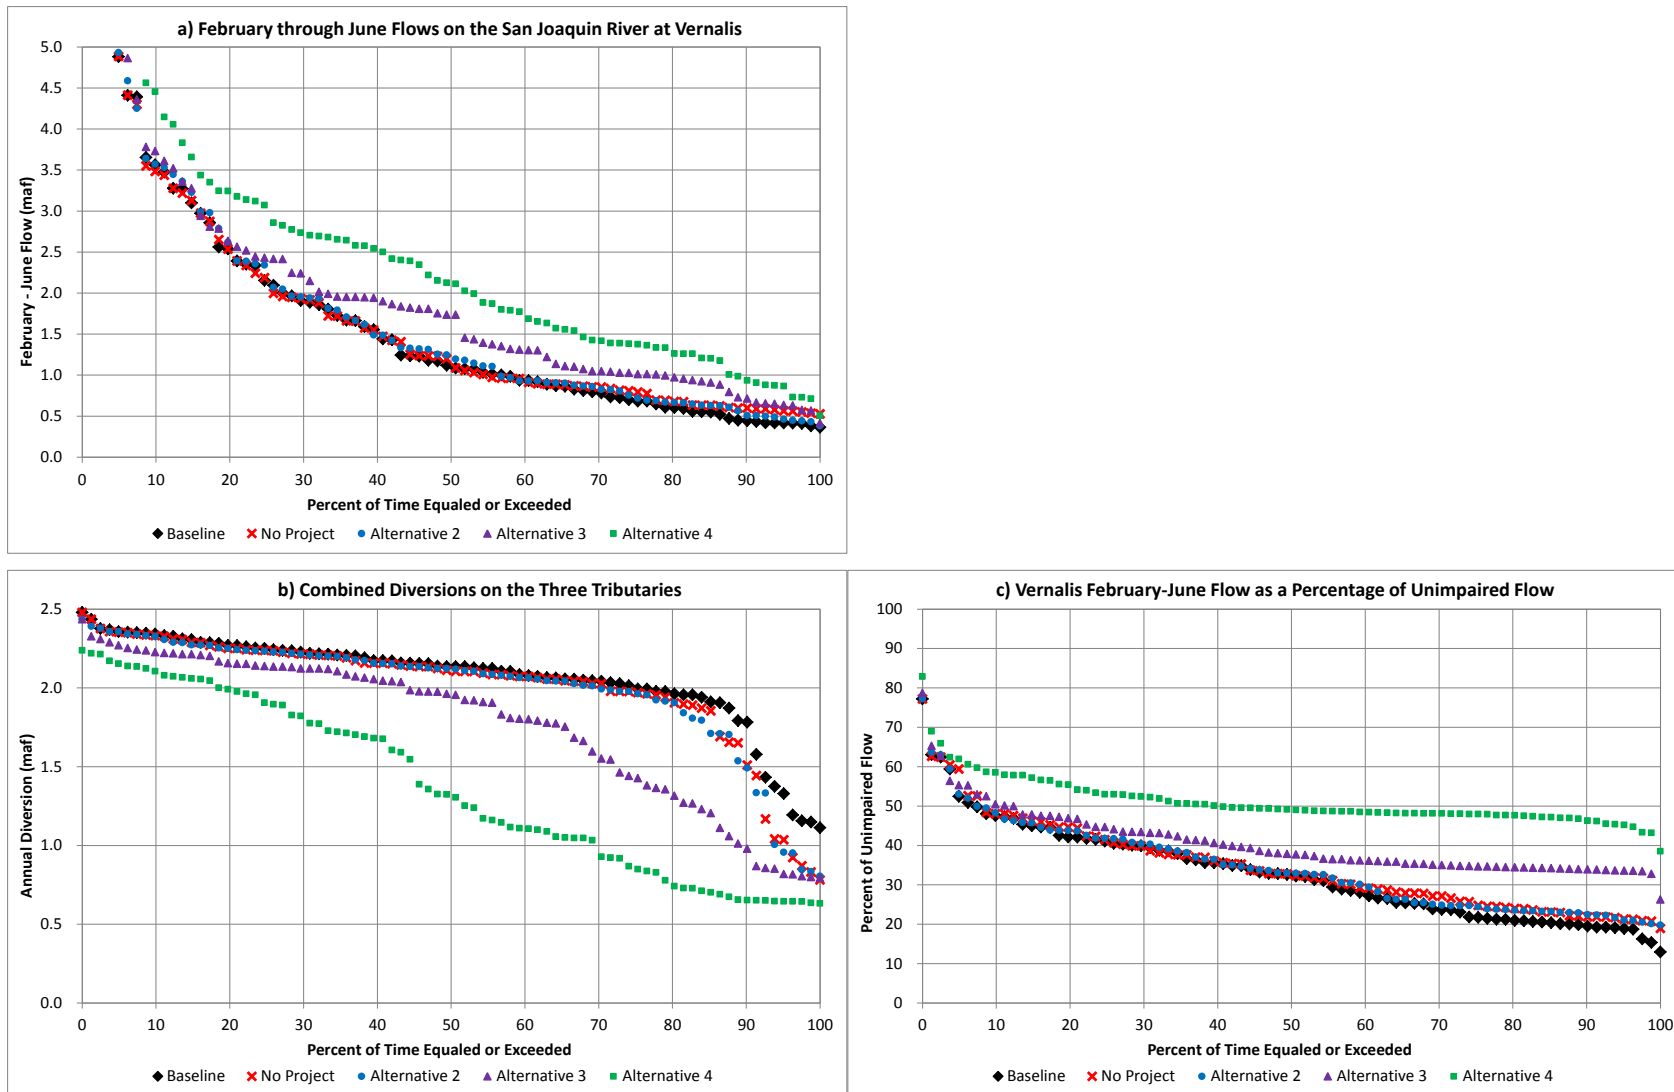 a) February through June Flows on the San Joaquin River at Vernalis
February - June Flow (maf)
5.0
4.5
4.0
3.5
3.0
2.5
2.0
1.5
1.0
0.5
0.0
0 10 20 30 40 50 60 70 80 90 100
Percent of Time Equaled or Exceeded
Baseline No Project Alternative 2 Alternative 3 Alternative 4
b) Combined Diversions on the Three Tributaries
Annual Diversion (maf)
2.5
2.0
1.5
1.0
0.5
0.0
0 10 20 30 40 50 60 70 80 90 100
Percent of Time Equaled or Exceeded
Baseline No Project Alternative 2 Alternative 3 Alternative 4
c) Vernalis February-June Flow as a Percentage of Unimpaired Flow
Percent of Unimpaired Flow
100
90
80
70
60
50
40
30
20
10
0
0 10 20 30 40 50 60 70 80 90 100
Percent of Time Equaled or Exceeded
Baseline No Project Alternative 2 Alternative 3 Alternative 4